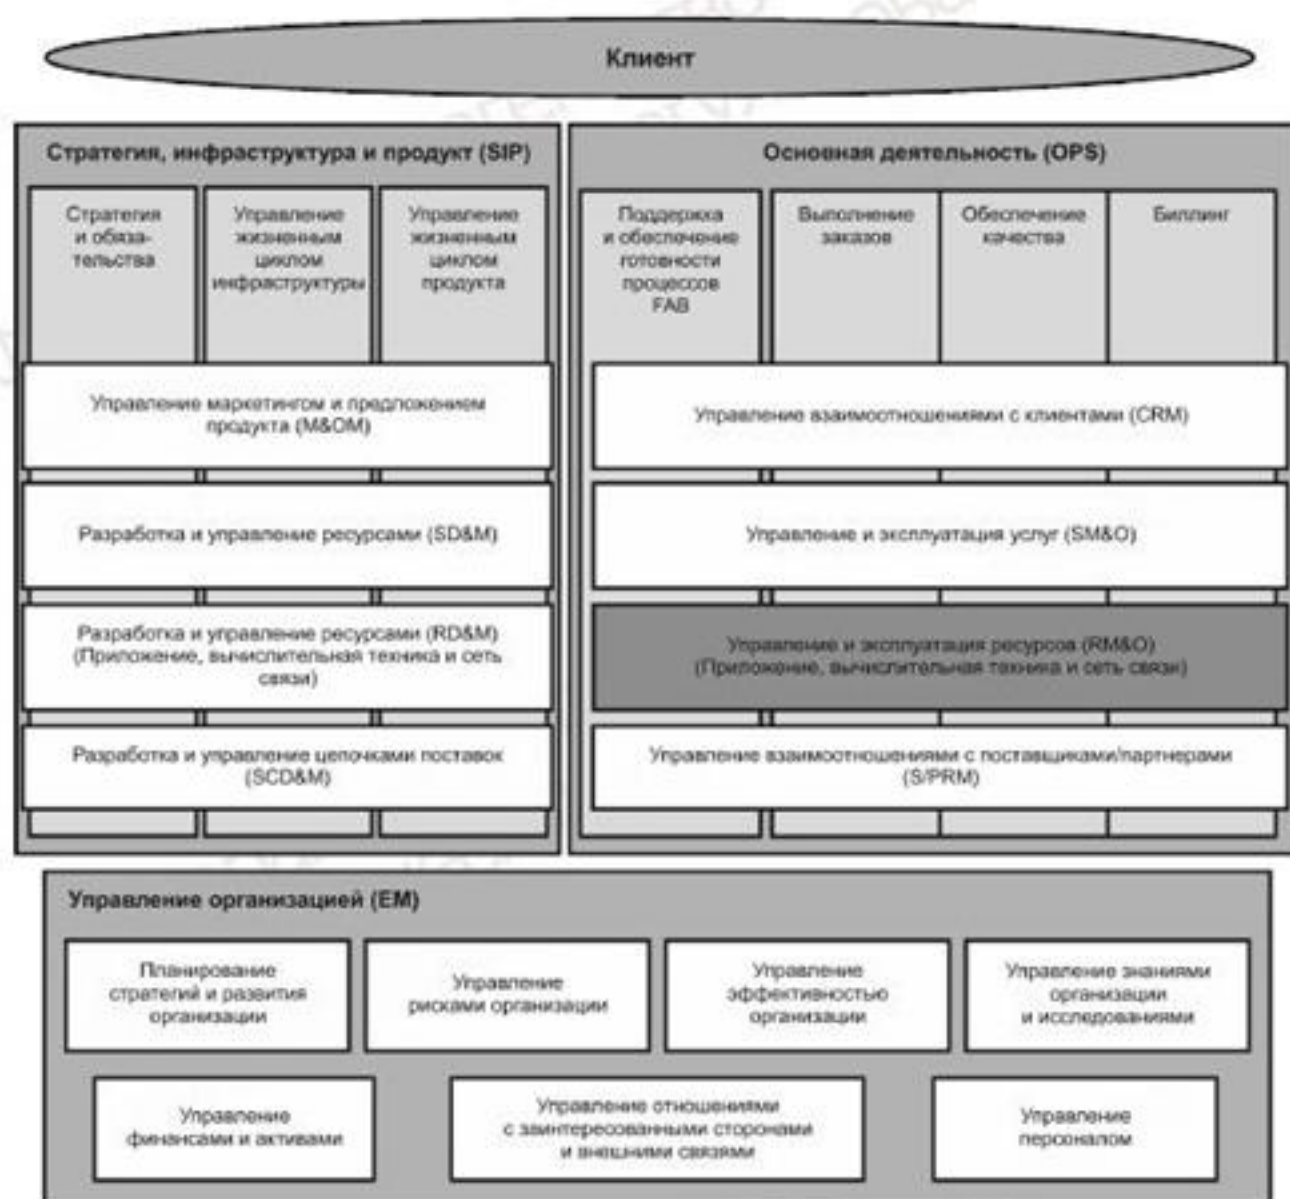 Клиент
Стратегия, инфраструктура и продукт (SIP)
Стратегия
и обяза-
тельства
Управление
жизненным
циклом
инфраструктуры
Управление
жизненным
циклом
продукта
Управление маркетингом и предложением
продукта (M&OM)
Разработка и управление ресурсами (SD&M)
Разработка и управление ресурсами (RD&M)
(Приложение, вычислительная техника и сеть
связи)
Разработка и управление цепочками поставок
(SCD&M)
Основная деятельность (OPS)
Поддержка
и обеспечение
готовности
процессов
FAB
Выполнение
заказов
Обеспечение
качества
Биллинг
Управление взаимоотношениями с клиентами (CRM)
Управление и эксплуатация услуг (SM&O)
Управление и эксплуатация ресурсов (RM&O)
(Приложение, вычислительная техника и сеть связи)
Управление взаимоотношениями с поставщиками/партнерами
(S/PRM)
Управление организацией (EM)
Планирование
стратегий и развития
организации
Управление
рисками организации
Управление
эффективностью
организации
Управление знаниями
организации
и исследованиями
Управление
финансами и активами
Управление отношениями
с заинтересованными сторонами
и внешними связями
Управление
персоналом